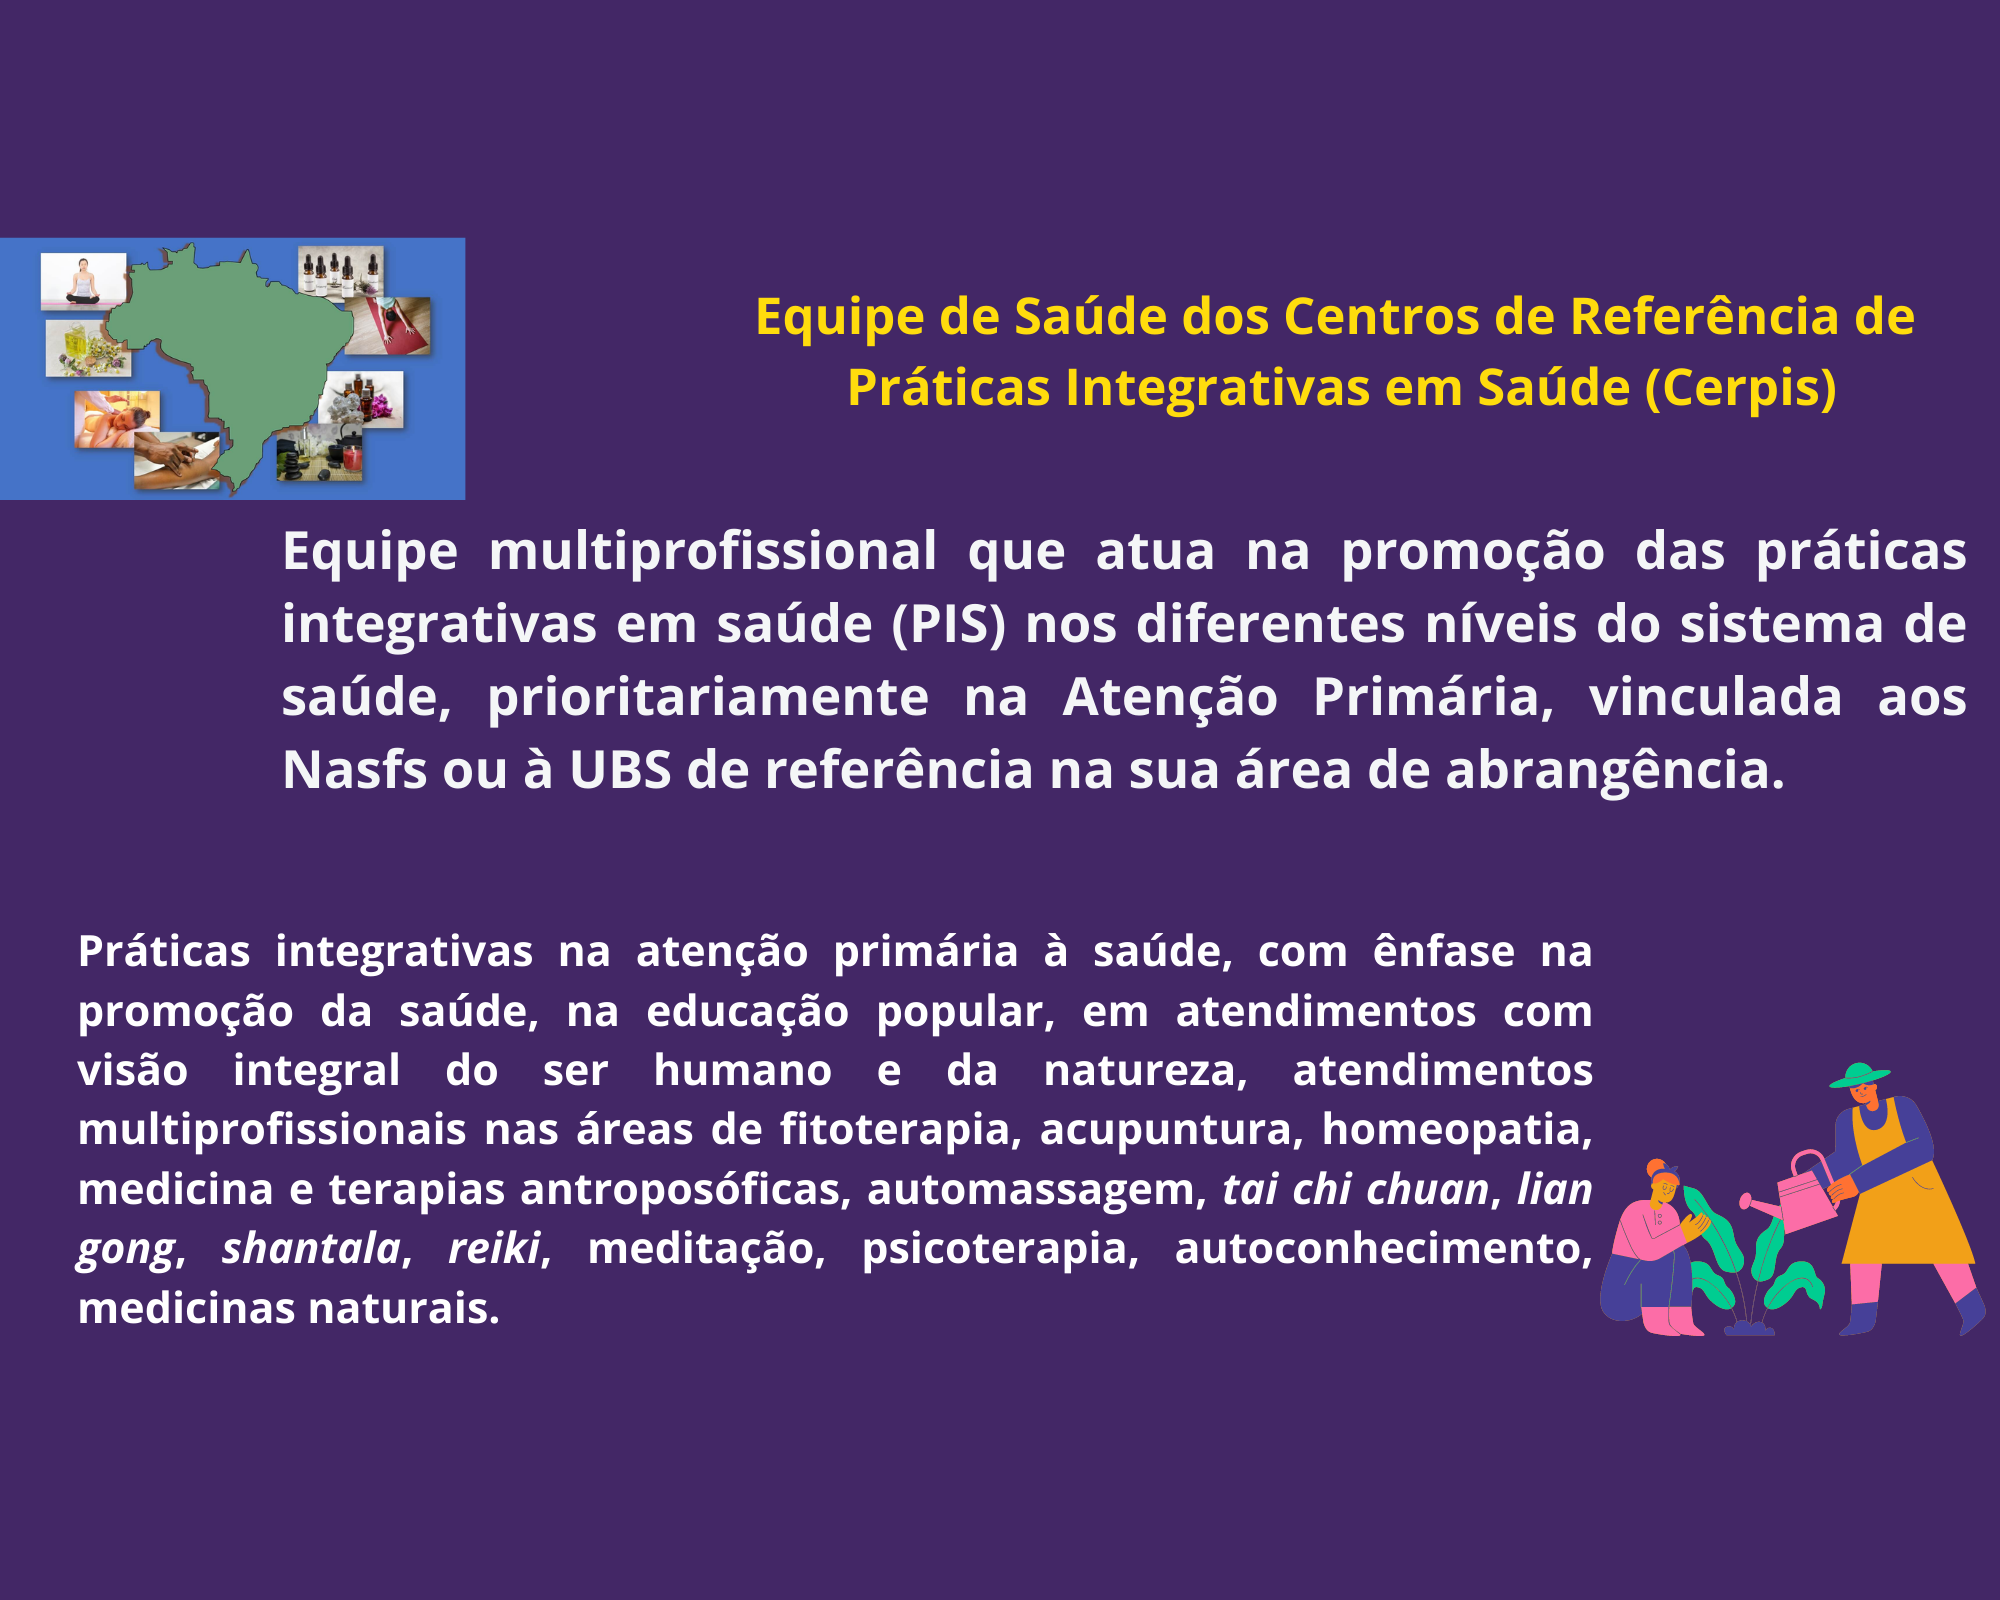 Equipe de Saúde dos Centros de Referência de
Práticas Integrativas em Saúde (Cerpis)
Equipe multiprofissional que atua na promoção das práticas
integrativas em saúde (PIS) nos diferentes níveis do sistema de
saúde, prioritariamente na Atenção Primária, vinculada aos
Nasfs ou à UBS de referência na sua área de abrangência.
Práticas integrativas na atenção primária à saúde, com ênfase na
promoção da saúde, na educação popular, em atendimentos com
visão integral do ser humano e da natureza, atendimentos
multiprofissionais nas áreas de fitoterapia, acupuntura, homeopatia,
medicina e terapias antroposóficas, automassagem, tai chi chuan, lian
gong, shantala, reiki, meditação, psicoterapia, autoconhecimento,
medicinas naturais.